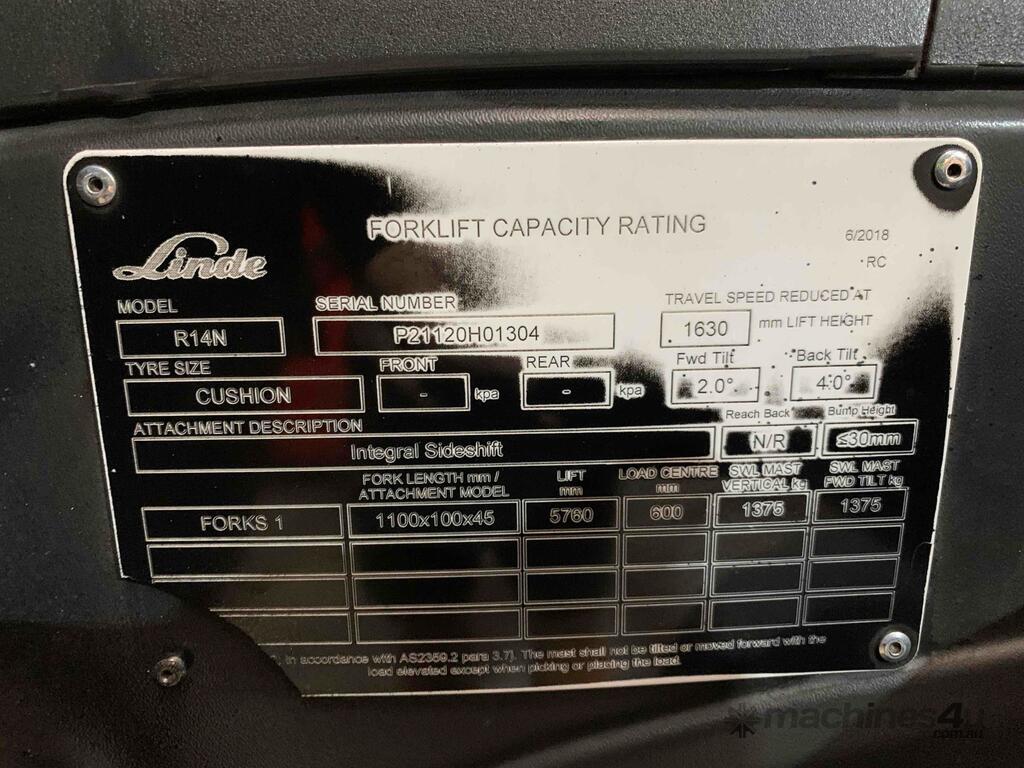 FORKLIFT CAPACITY RATING
6/2018
RC
Linde
MODEL
SERIAL NUMBER
TRAVEL SPEED REDUCED AT
R14N
P21120H01304
1630 mm LIFT HEIGHT
TYRE SIZE
FRONT
REAR
Fwd Tilt
Back Tilt
CUSHION
- kpa
- kpa
2.0°
4.0°
ATTACHMENT DESCRIPTION
Reach Back
Bump Height
Integral Sideshift
N/R
≤30mm
FORK LENGTH mm / ATTACHMENT MODEL
LIFT mm
LOAD CENTRE mm
SWL MAST VERTICAL kg
SWL MAST FWD TILT kg
FORKS 1
1100x100x45
5760
600
1375
1375
in accordance with AS2359.2 para 3.7]. The mast shall not be tilted or moved forward with the
load elevated except when picking or placing the load.
machines4u
.com.au